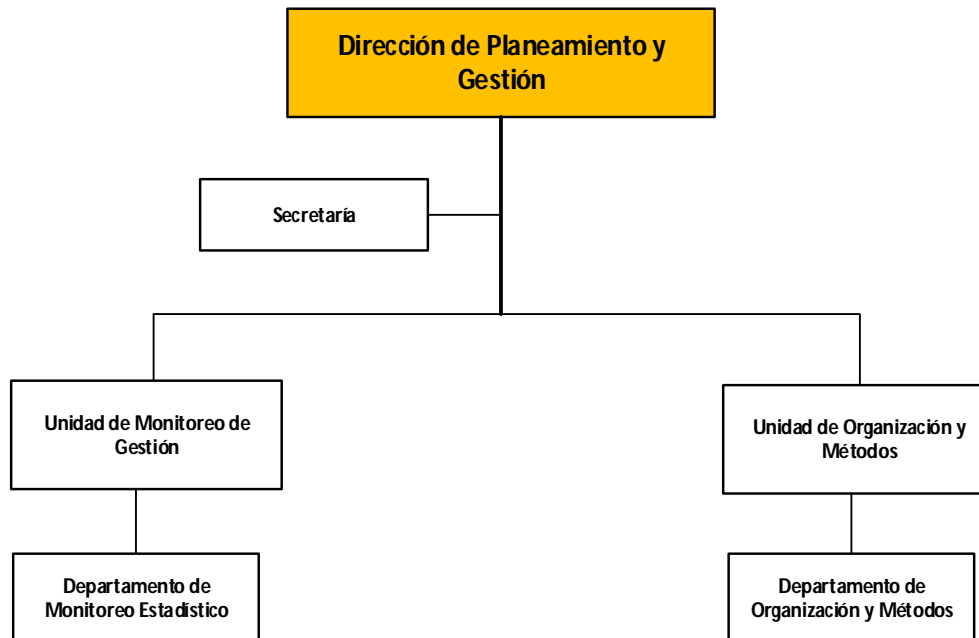 Dirección de Planeamiento y
Gestión
Secretaría
Unidad de Monitoreo de
Gestión
Unidad de Organización y
Métodos
Departamento de
Monitoreo Estadístico
Departamento de
Organización y Métodos